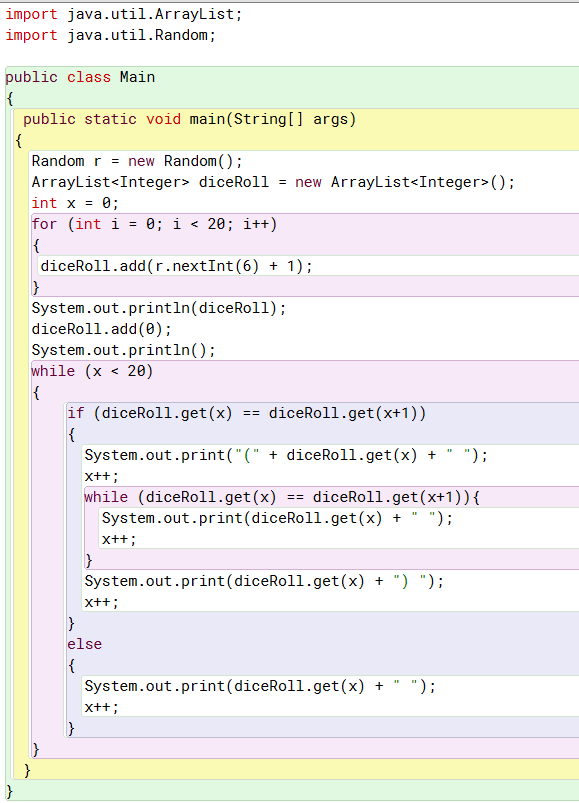 import java.util.ArrayList;
import java.util.Random;

public class Main
{
  public static void main(String[] args)
  {
    Random r = new Random();
    ArrayList<Integer> diceRoll = new ArrayList<Integer>();
    int x = 0;
    for (int i = 0; i < 20; i++)
    {
      diceRoll.add(r.nextInt(6) + 1);
    }
    System.out.println(diceRoll);
    diceRoll.add(0);
    System.out.println();
    while (x < 20)
    {
        if (diceRoll.get(x) == diceRoll.get(x+1))
        {
          System.out.print("(" + diceRoll.get(x) + " ");
          x++;
          while (diceRoll.get(x) == diceRoll.get(x+1)){
            System.out.print(diceRoll.get(x) + " ");
            x++;
          }
          System.out.print(diceRoll.get(x) + ") ");
          x++;
        }
        else
        {
          System.out.print(diceRoll.get(x) + " ");
          x++;
        }
    }
  }
}